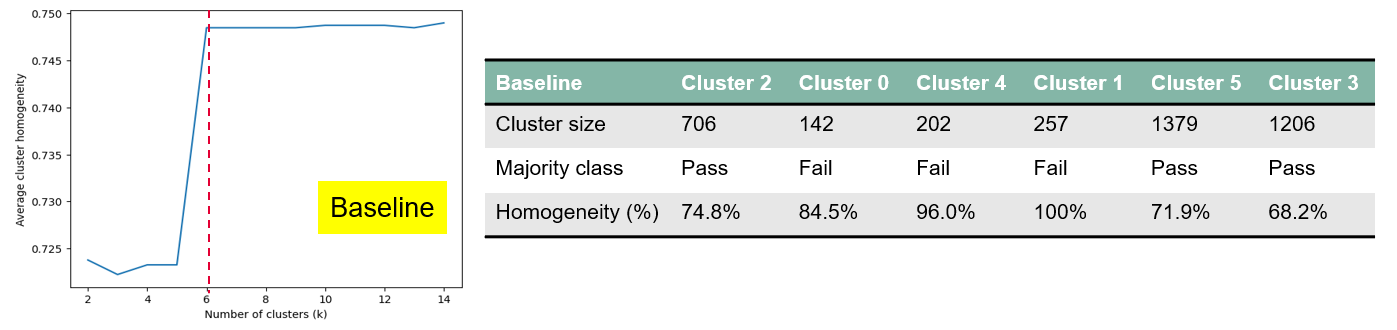 0.750
0.745
0.740
0.735
0.730
0.725
Average cluster homogeneity
2 4 6 8 10 12 14
Number of clusters (k)
Baseline
Baseline Cluster 2 Cluster 0 Cluster 4 Cluster 1 Cluster 5 Cluster 3
Cluster size 706 142 202 257 1379 1206
Majority class Pass Fail Fail Fail Pass Pass
Homogeneity (%) 74.8% 84.5% 96.0% 100% 71.9% 68.2%